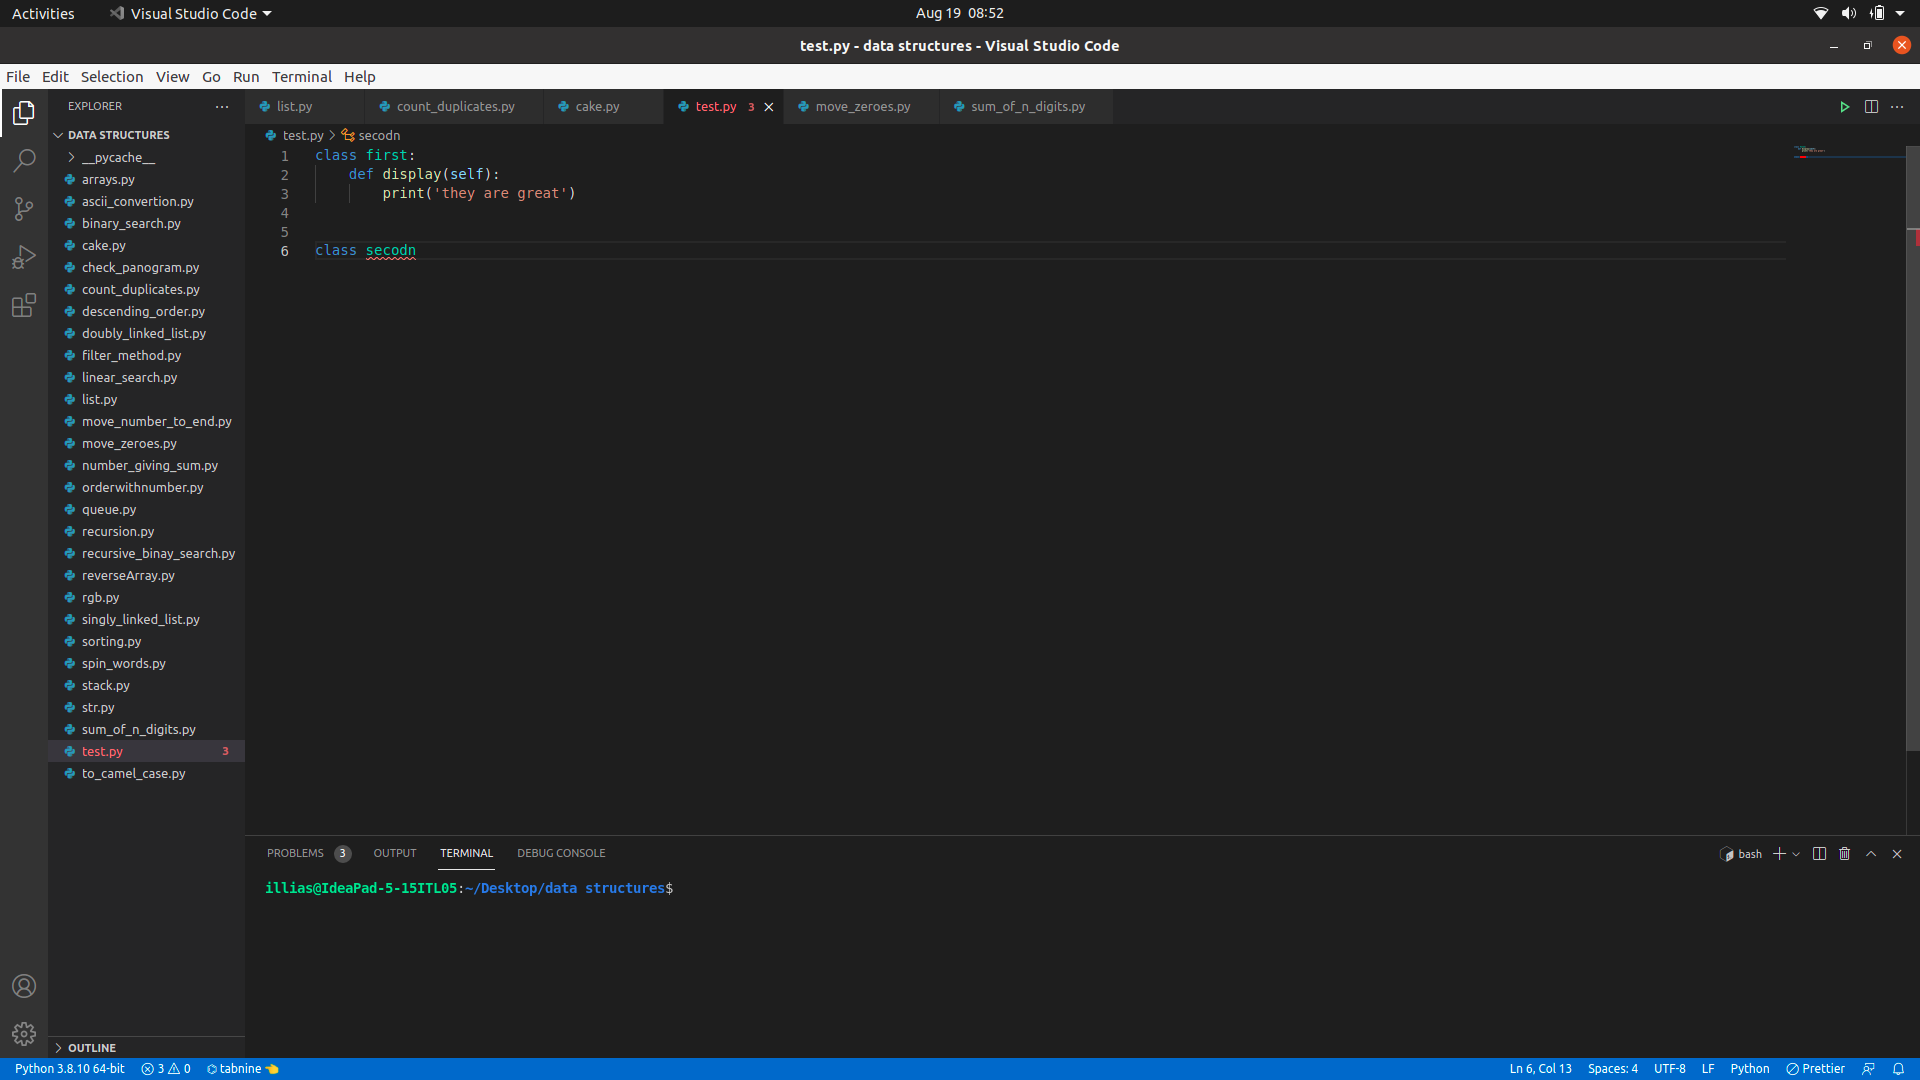 Activities Visual Studio Code Aug 19 08:52
test.py - data structures - Visual Studio Code
File Edit Selection View Go Run Terminal Help
EXPLORER
DATA STRUCTURES
__pycache__
arrays.py
ascii_convertion.py
binary_search.py
cake.py
check_panogram.py
count_duplicates.py
descending_order.py
doubly_linked_list.py
filter_method.py
linear_search.py
list.py
move_number_to_end.py
move_zeroes.py
number_giving_sum.py
orderwithnumber.py
queue.py
recursion.py
recursive_binay_search.py
reverseArray.py
rgb.py
singly_linked_list.py
sorting.py
spin_words.py
stack.py
str.py
sum_of_n_digits.py
test.py 3
to_camel_case.py
OUTLINE
list.py count_duplicates.py cake.py test.py 3 move_zeroes.py sum_of_n_digits.py
test.py > secodn
1 class first:
2 def display(self):
3 print('they are great')
4
5
6 class secodn
PROBLEMS 3 OUTPUT TERMINAL DEBUG CONSOLE bash
illias@IdeaPad-5-15ITL05:~/Desktop/data structures$
Python 3.8.10 64-bit 3 0 tabnine Ln 6, Col 13 Spaces: 4 UTF-8 LF Python Prettier